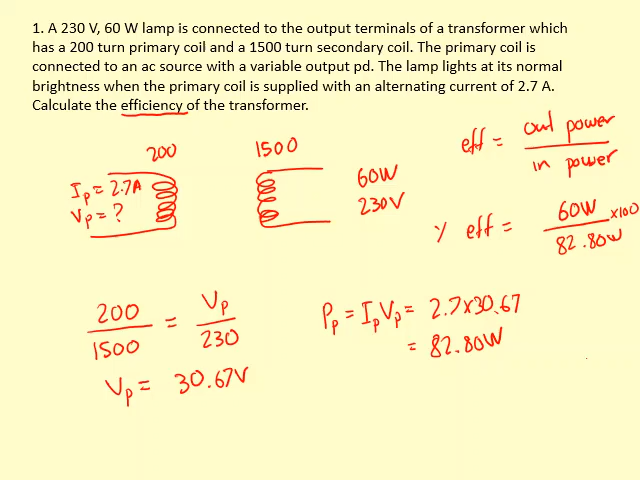 1. A 230 V, 60 W lamp is connected to the output terminals of a transformer which
has a 200 turn primary coil and a 1500 turn secondary coil. The primary coil is
connected to an ac source with a variable output pd. The lamp lights at its normal
brightness when the primary coil is supplied with an alternating current of 2.7 A.
Calculate the efficiency of the transformer.
200
1500
Ip = 2.7A
Vp = ?
60W
230V
eff = out power / in power
% eff = 60W / 82.80W ×100
200 / 1500 = Vp / 230
Vp = 30.67V
Pp = IpVp = 2.7×30.67
= 82.80W